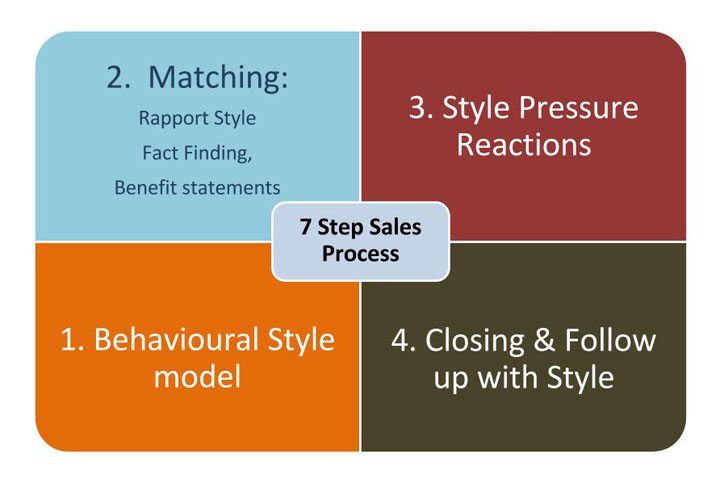 2.  Matching:
Rapport Style
Fact Finding,
Benefit statements
3. Style Pressure
Reactions
7 Step Sales
Process
1. Behavioural Style
model
4. Closing & Follow
up with Style